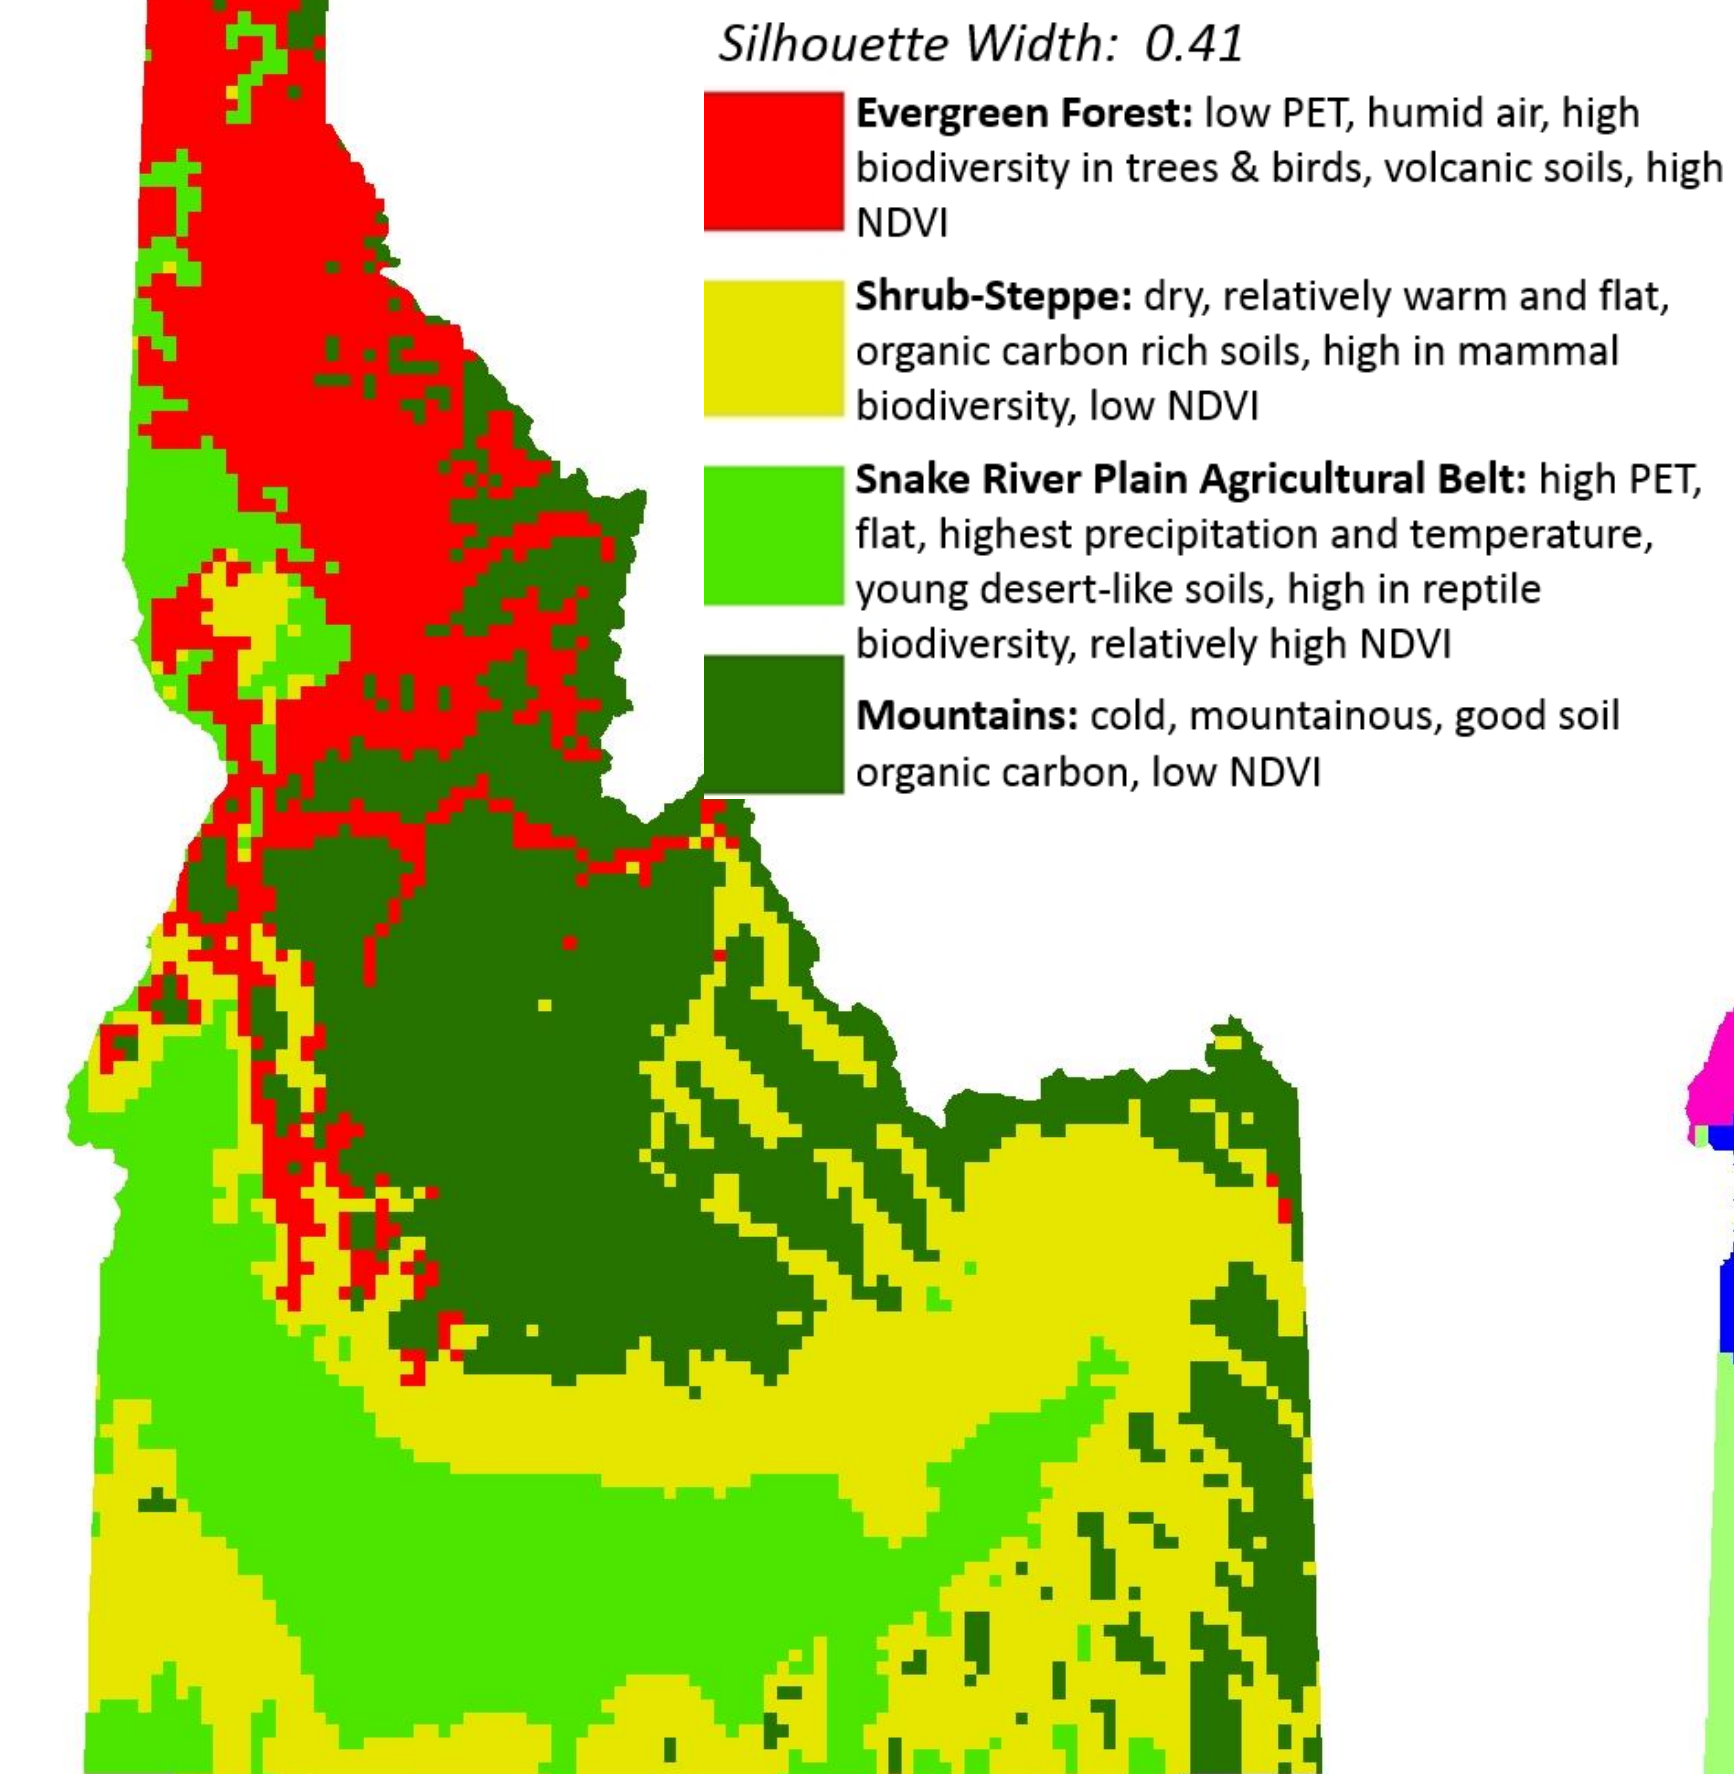 Silhouette Width: 0.41
Evergreen Forest: low PET, humid air, high
biodiversity in trees & birds, volcanic soils, high
NDVI
Shrub-Steppe: dry, relatively warm and flat,
organic carbon rich soils, high in mammal
biodiversity, low NDVI
Snake River Plain Agricultural Belt: high PET,
flat, highest precipitation and temperature,
young desert-like soils, high in reptile
biodiversity, relatively high NDVI
Mountains: cold, mountainous, good soil
organic carbon, low NDVI